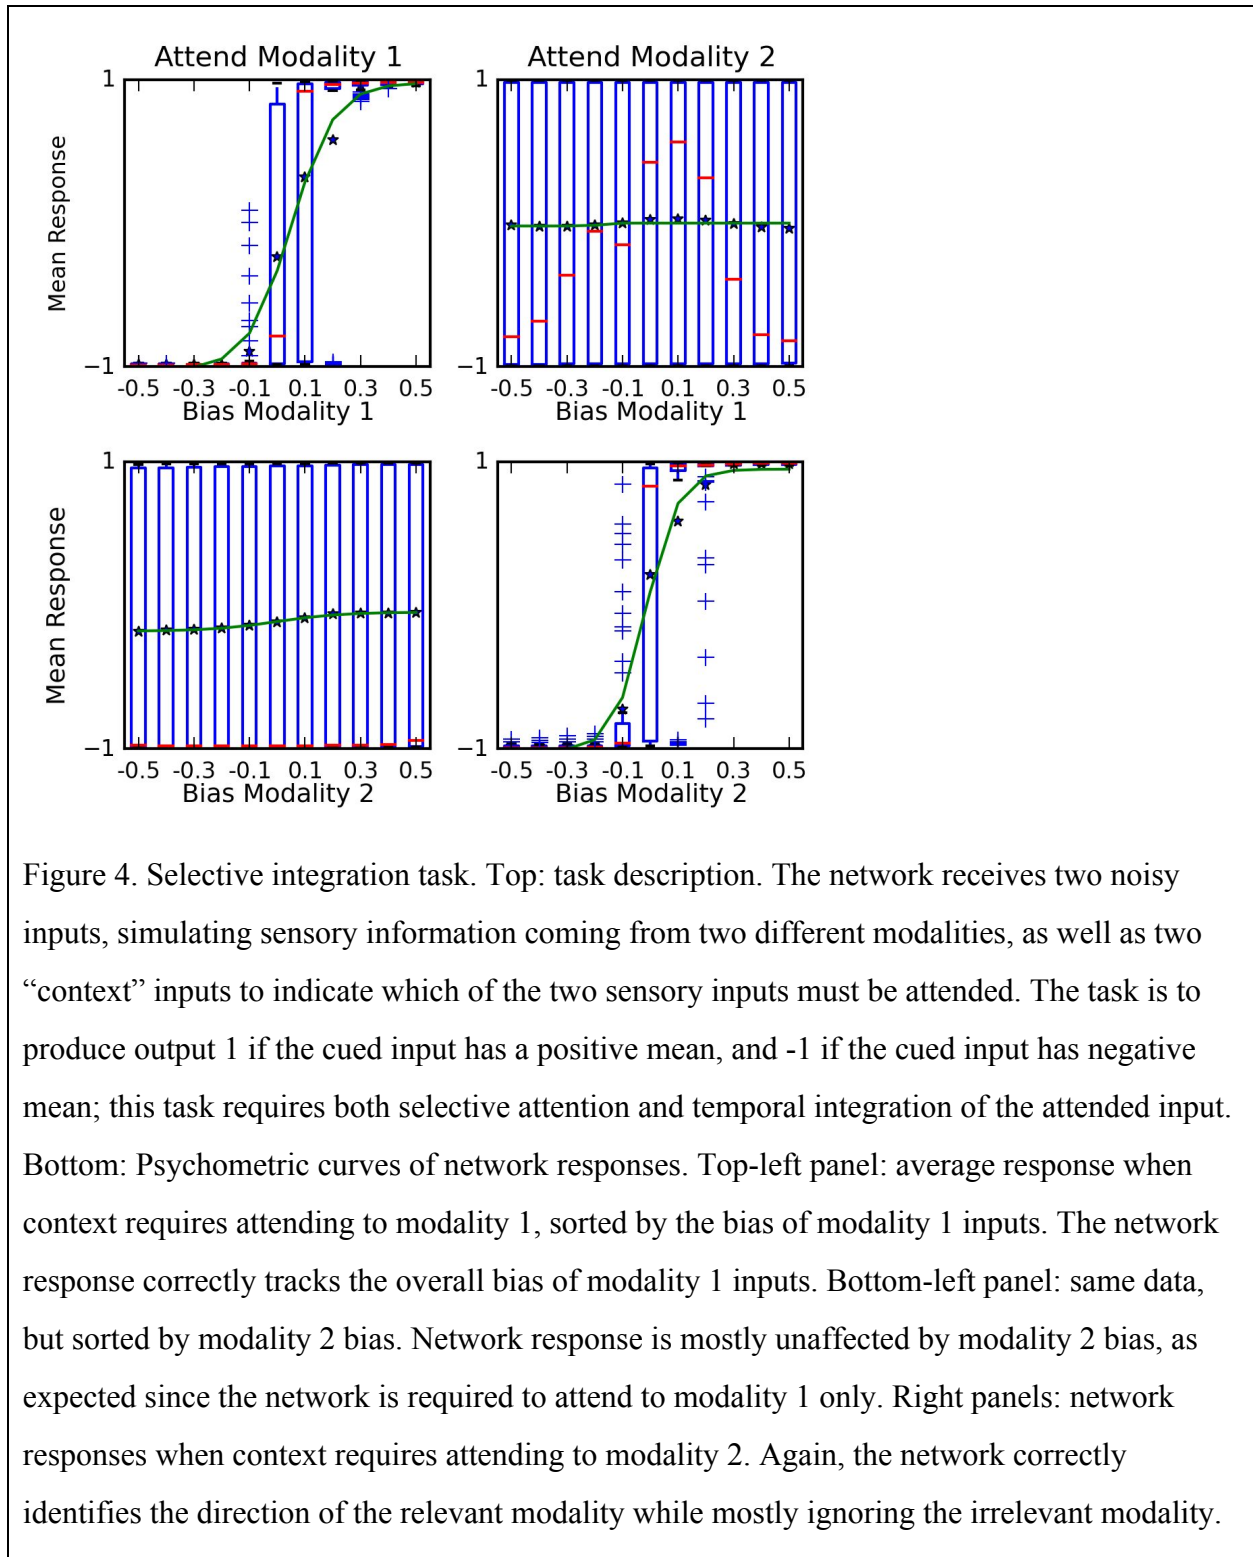 Attend Modality 1
Attend Modality 2
1
1
Mean Response
−1
−1
-0.5 -0.3 -0.1 0.1 0.3 0.5
-0.5 -0.3 -0.1 0.1 0.3 0.5
Bias Modality 1
Bias Modality 1
1
1
Mean Response
−1
−1
-0.5 -0.3 -0.1 0.1 0.3 0.5
-0.5 -0.3 -0.1 0.1 0.3 0.5
Bias Modality 2
Bias Modality 2
Figure 4. Selective integration task. Top: task description. The network receives two noisy
inputs, simulating sensory information coming from two different modalities, as well as two
“context” inputs to indicate which of the two sensory inputs must be attended. The task is to
produce output 1 if the cued input has a positive mean, and -1 if the cued input has negative
mean; this task requires both selective attention and temporal integration of the attended input.
Bottom: Psychometric curves of network responses. Top-left panel: average response when
context requires attending to modality 1, sorted by the bias of modality 1 inputs. The network
response correctly tracks the overall bias of modality 1 inputs. Bottom-left panel: same data,
but sorted by modality 2 bias. Network response is mostly unaffected by modality 2 bias, as
expected since the network is required to attend to modality 1 only. Right panels: network
responses when context requires attending to modality 2. Again, the network correctly
identifies the direction of the relevant modality while mostly ignoring the irrelevant modality.